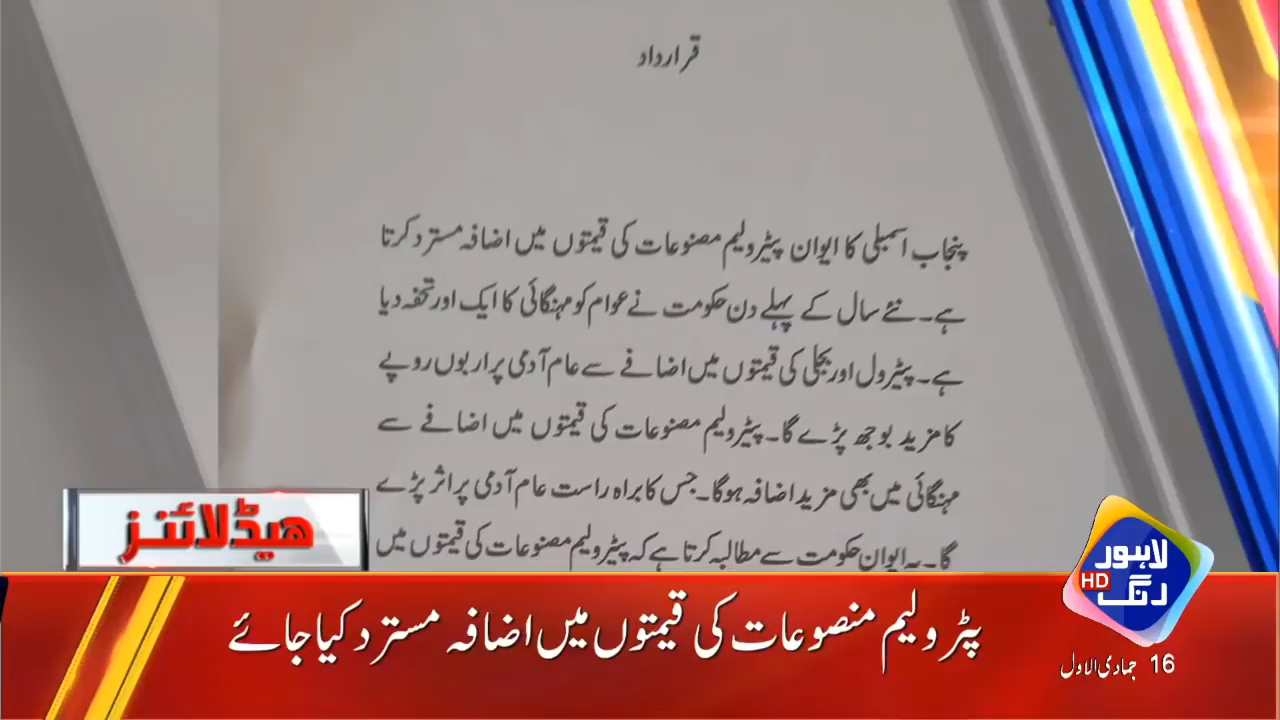 قرارداد
پنجاب اسمبلی کا ایوان پیٹرولیم مصنوعات کی قیمتوں میں اضافہ مسترد کرتا
ہے۔ نئے سال کے پہلے دن حکومت نے عوام کو مہنگائی کا ایک اور تحفہ دیا
ہے۔ پیٹرول اور بجلی کی قیمتوں میں اضافے سے عام آدمی پر اربوں روپے
کا مزید بوجھ پڑے گا۔ پیٹرولیم مصنوعات کی قیمتوں میں اضافے سے
مہنگائی میں بھی مزید اضافہ ہوگا۔ جس کا براہ راست عام آدمی پر اثر پڑے
گا۔ یہ ایوان حکومت سے مطالبہ کرتا ہے کہ پیٹرولیم مصنوعات کی قیمتوں میں
ھیڈلائنز
لاہور
رنگ HD
پٹرولیم منصوعات کی قیمتوں میں اضافہ مسترد کیا جائے
16 جمادی الاول